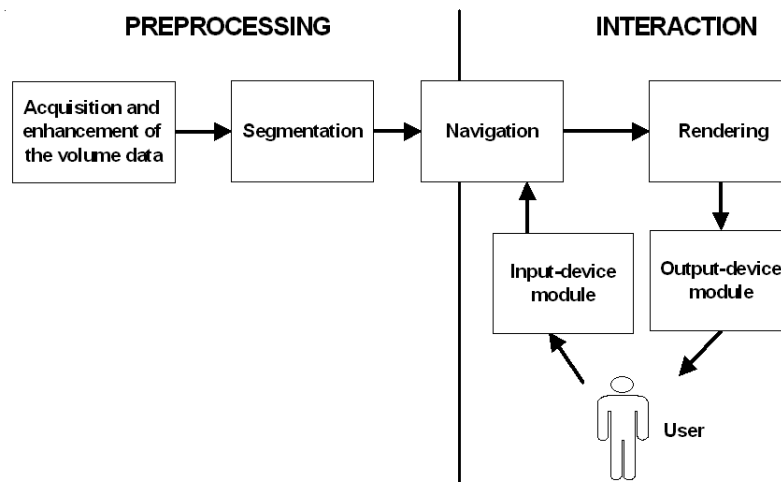 PREPROCESSING
INTERACTION
Acquisition and
enhancement of
the volume data
Segmentation
Navigation
Rendering
Input-device
module
Output-device
module
User